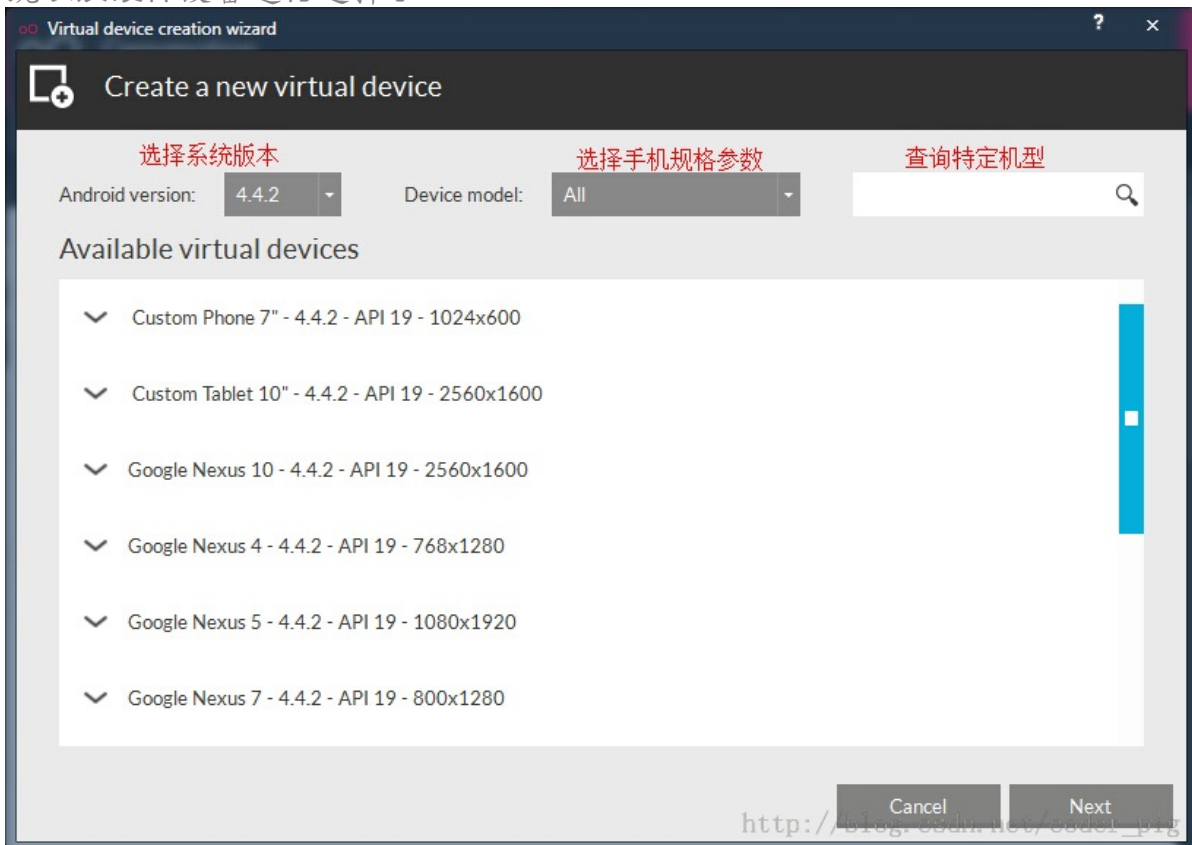 Virtual device creation wizard
Create a new virtual device
选择系统版本 选择手机规格参数 查询特定机型
Android version: 4.4.2 Device model: All
Available virtual devices
Custom Phone 7" - 4.4.2 - API 19 - 1024x600
Custom Tablet 10" - 4.4.2 - API 19 - 2560x1600
Google Nexus 10 - 4.4.2 - API 19 - 2560x1600
Google Nexus 4 - 4.4.2 - API 19 - 768x1280
Google Nexus 5 - 4.4.2 - API 19 - 1080x1920
Google Nexus 7 - 4.4.2 - API 19 - 800x1280
Cancel Next
http://blog.csdn.net/coder_pig